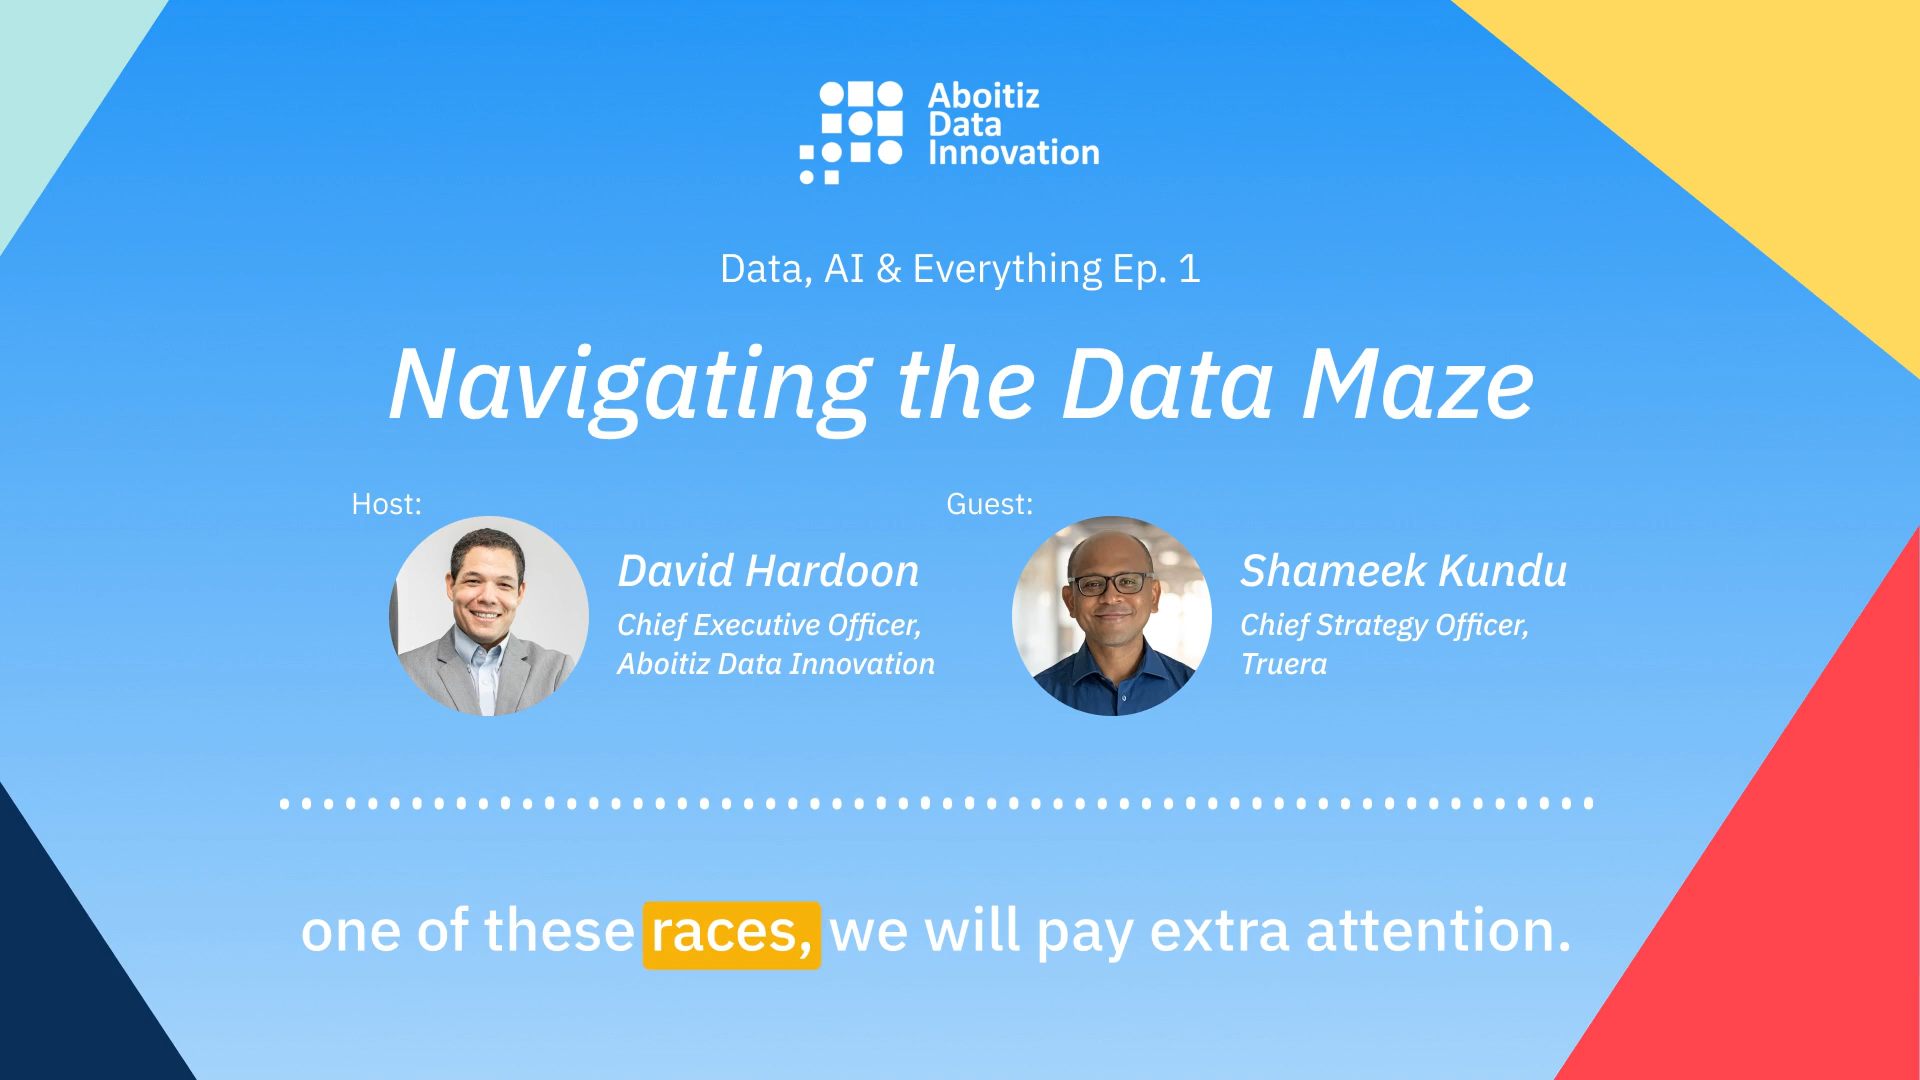 Aboitiz
Data
Innovation
Data, AI & Everything Ep. 1
Navigating the Data Maze
Host:
David Hardoon
Chief Executive Officer,
Aboitiz Data Innovation
Guest:
Shameek Kundu
Chief Strategy Officer,
Truera
one of these races, we will pay extra attention.